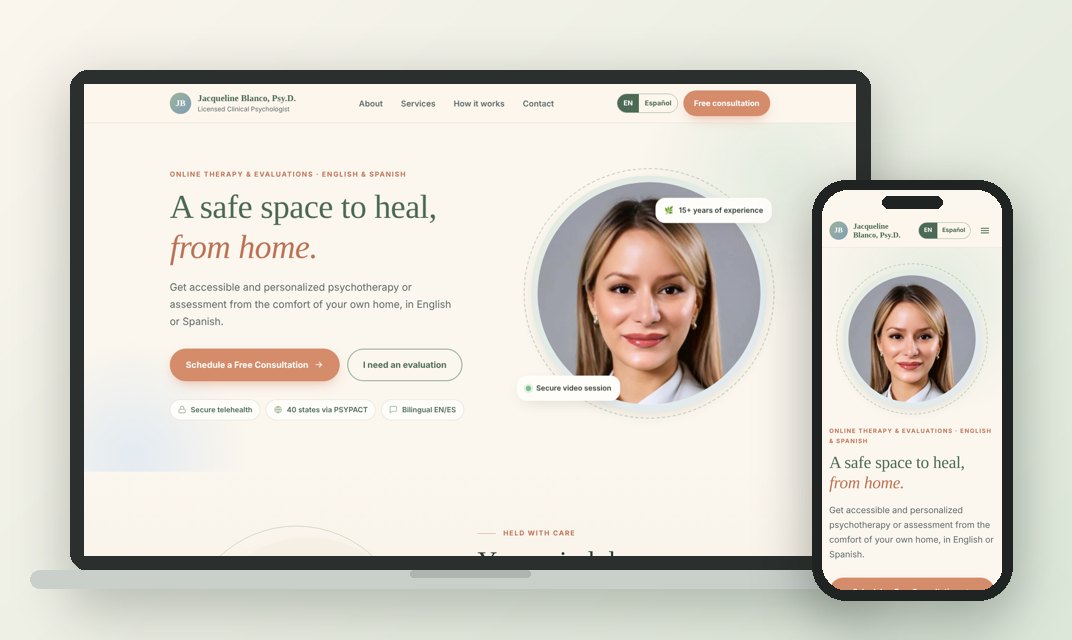 JB
Jacqueline Blanco, Psy.D.
Licensed Clinical Psychologist
About
Services
How it works
Contact
EN
Español
Free consultation
ONLINE THERAPY & EVALUATIONS · ENGLISH & SPANISH
A safe space to heal,
from home.
Get accessible and personalized psychotherapy or
assessment from the comfort of your own home, in English
or Spanish.
Schedule a Free Consultation →
I need an evaluation
Secure telehealth
40 states via PSYPACT
Bilingual EN/ES
15+ years of experience
Secure video session
HELD WITH CARE
JB
Jacqueline
Blanco, Psy.D.
EN
Español
ONLINE THERAPY & EVALUATIONS · ENGLISH
& SPANISH
A safe space to heal,
from home.
Get accessible and personalized
psychotherapy or assessment from the
comfort of your own home, in English or
Spanish.